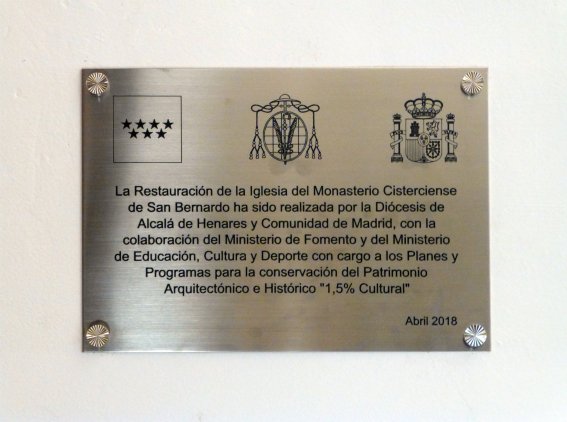 La Restauración de la Iglesia del Monasterio Cisterciense
de San Bernardo ha sido realizada por la Diócesis de
Alcalá de Henares y Comunidad de Madrid, con la
colaboración del Ministerio de Fomento y del Ministerio
de Educación, Cultura y Deporte con cargo a los Planes y
Programas para la conservación del Patrimonio
Arquitectónico e Histórico "1,5% Cultural"
Abril 2018